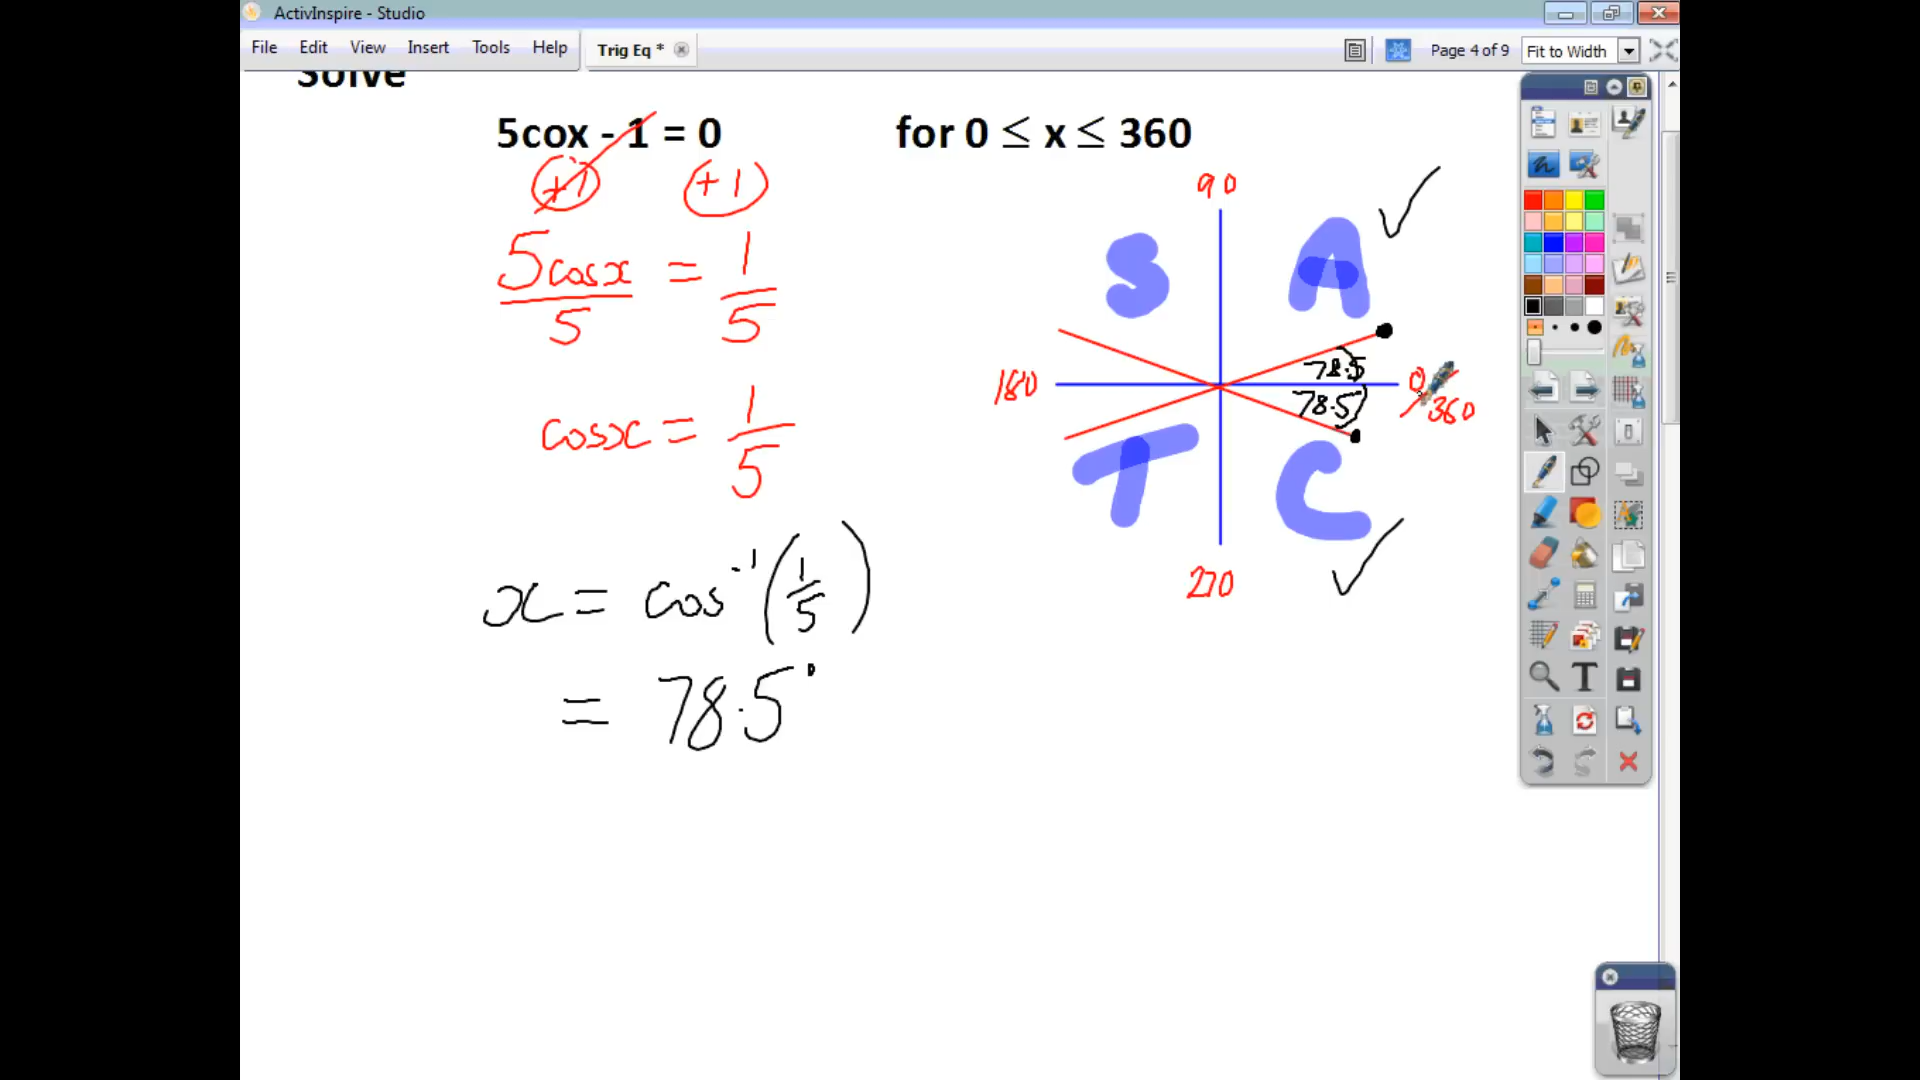 ActivInspire - Studio
File Edit View Insert Tools Help Trig Eq * Page 4 of 9 Fit to Width
Solve
5cox - 1 = 0 for 0 ≤ x ≤ 360
+1 +1
5cosx/5 = 1/5
cosx = 1/5
x = cos⁻¹(1/5)
= 78.5°
90
S A
78.5
180 0/360
78.5
T C
270